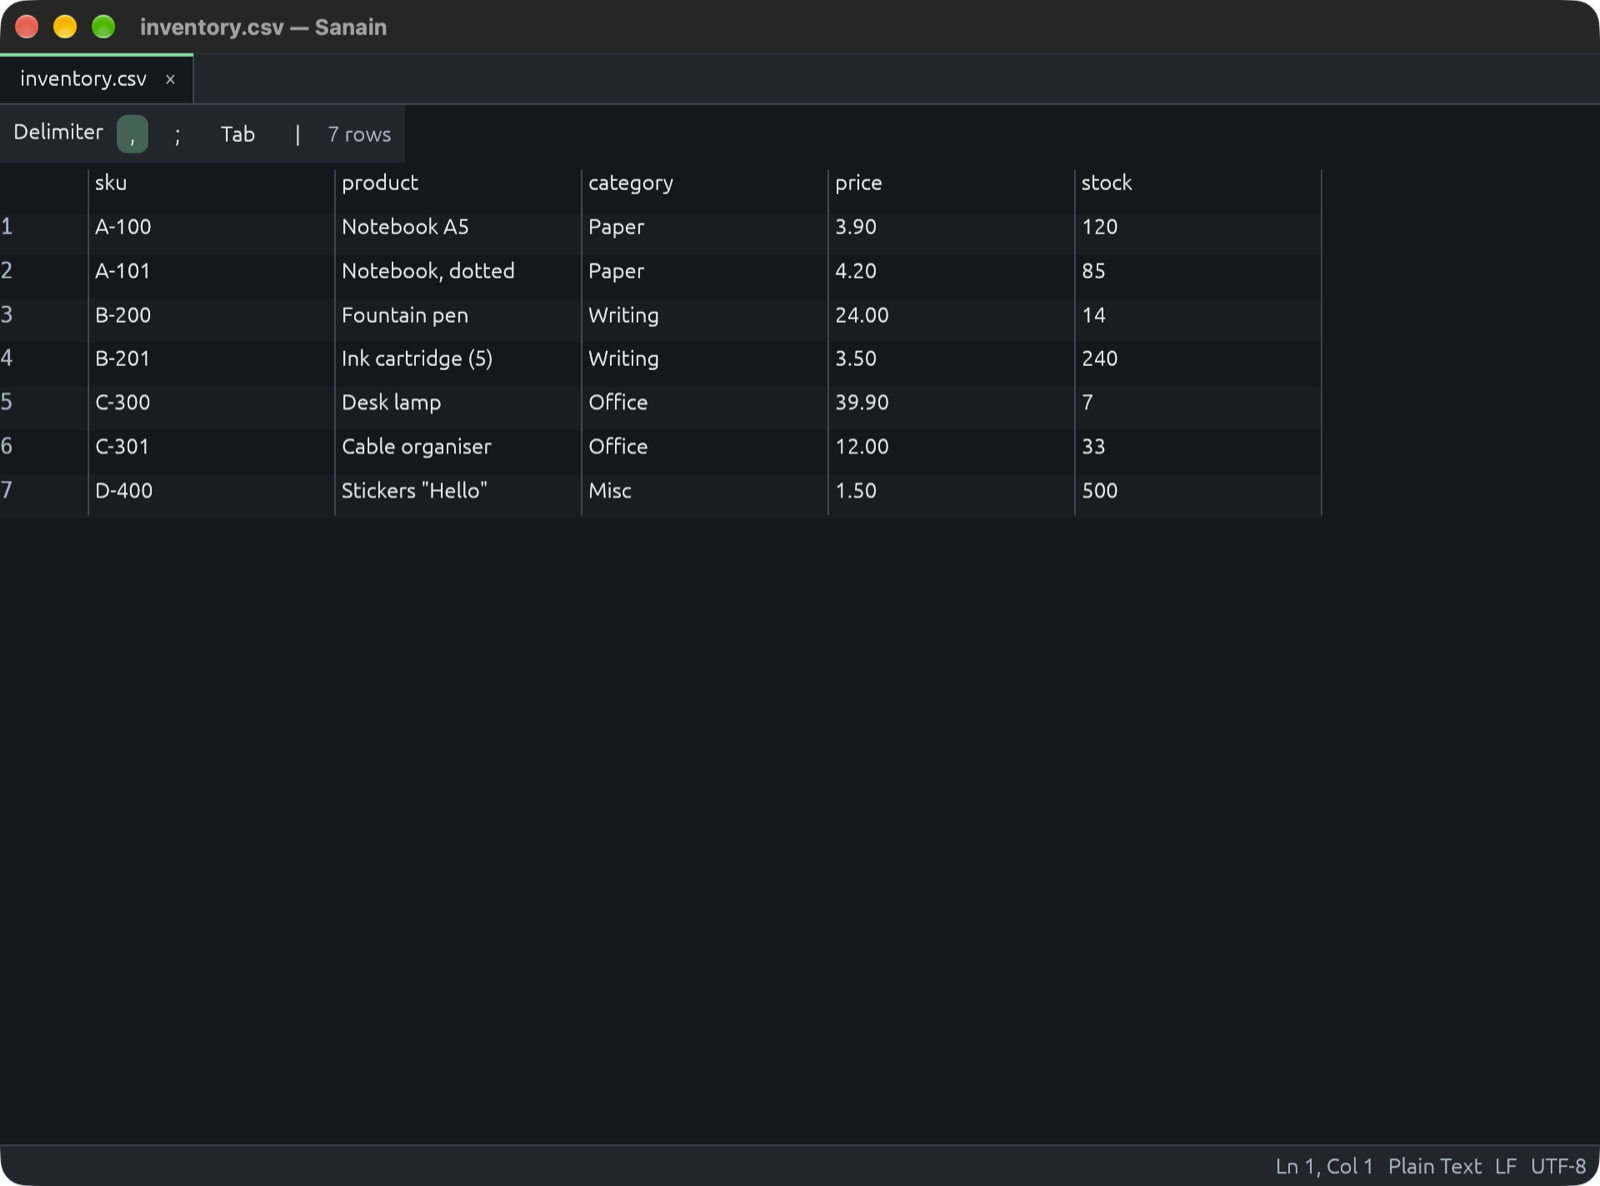 inventory.csv — Sanain
inventory.csv ×
Delimiter , ; Tab | 7 rows
sku product category price stock
1 A-100 Notebook A5 Paper 3.90 120
2 A-101 Notebook, dotted Paper 4.20 85
3 B-200 Fountain pen Writing 24.00 14
4 B-201 Ink cartridge (5) Writing 3.50 240
5 C-300 Desk lamp Office 39.90 7
6 C-301 Cable organiser Office 12.00 33
7 D-400 Stickers "Hello" Misc 1.50 500
Ln 1, Col 1 Plain Text LF UTF-8